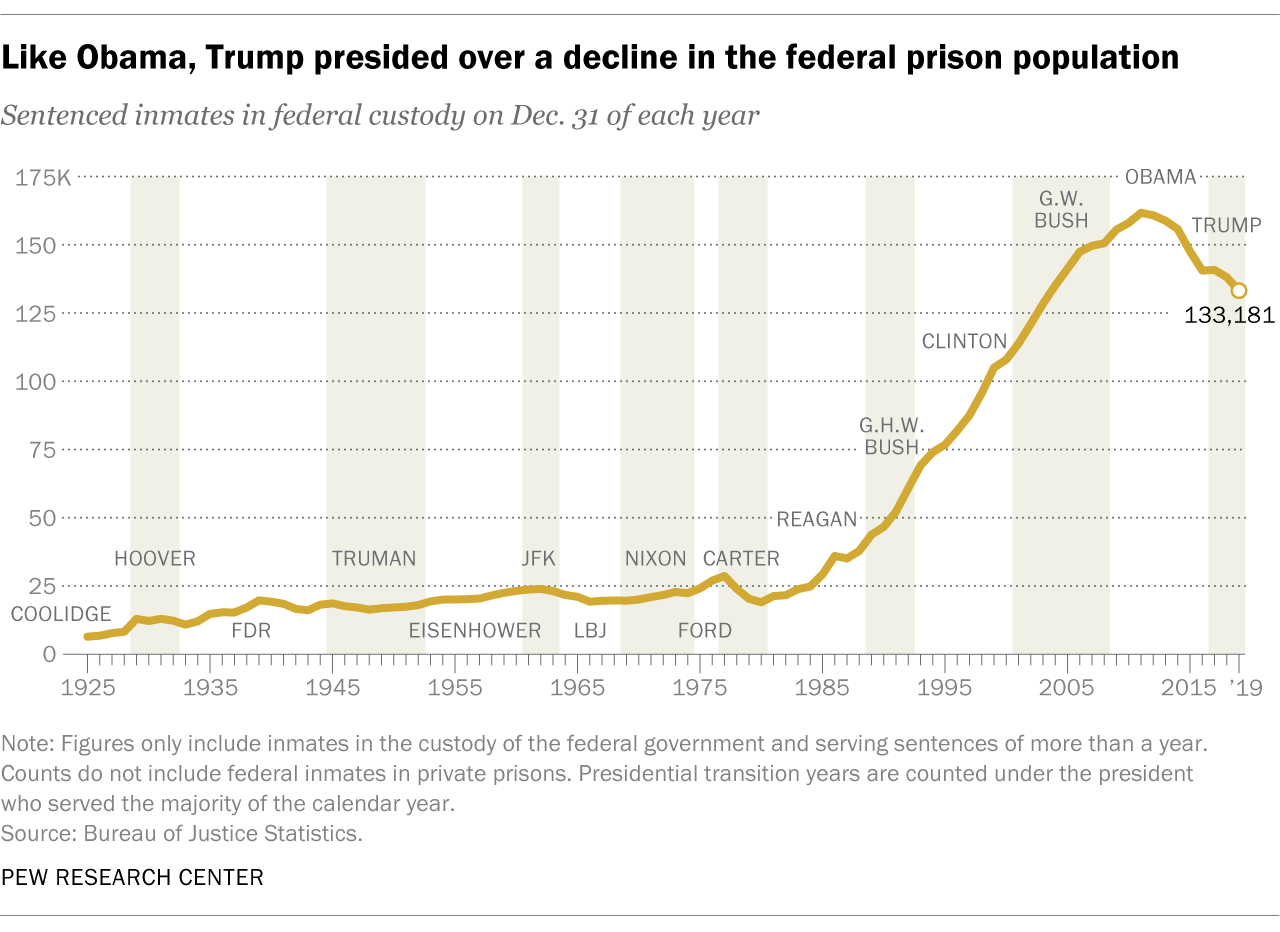 Like Obama, Trump presided over a decline in the federal prison population
Sentenced inmates in federal custody on Dec. 31 of each year
175K
OBAMA
G.W.
BUSH
TRUMP
150
125
133,181
CLINTON
100
G.H.W.
BUSH
75
REAGAN
50
HOOVER
TRUMAN
JFK
NIXON
CARTER
25
COOLIDGE
FDR
EISENHOWER
LBJ
FORD
0
1925 1935 1945 1955 1965 1975 1985 1995 2005 2015 ’19
Note: Figures only include inmates in the custody of the federal government and serving sentences of more than a year.
Counts do not include federal inmates in private prisons. Presidential transition years are counted under the president
who served the majority of the calendar year.
Source: Bureau of Justice Statistics.
PEW RESEARCH CENTER